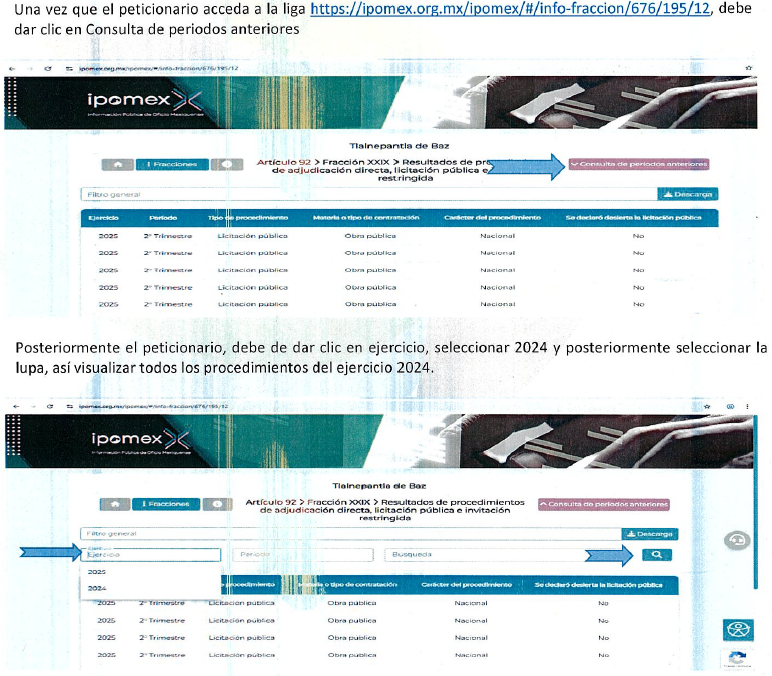 Una vez que el peticionario acceda a la liga https://ipomex.org.mx/ipomex/#/info-fraccion/676/195/12, debe
dar clic en Consulta de periodos anteriores
ipomex.org.mx/ipomex/#/info-fraccion/676/195/12
ipomex
Información Pública de Oficio Mexiquense
Tlalnepantla de Baz
Fracciones
Artículo 92 > Fracción XXIX > Resultados de
de adjudicación directa, licitación pública e
restringida
Consulta de periodos anteriores
Filtro general
Descarga
Ejercicio Periodo Tipo de procedimiento Materia o tipo de contratación Carácter del procedimiento Se declaró desierta la licitación pública
2025 2° Trimestre Licitación pública Obra pública Nacional No
2025 2° Trimestre Licitación pública Obra pública Nacional No
2025 2° Trimestre Licitación pública Obra pública Nacional No
2025 2° Trimestre Licitación pública Obra pública Nacional No
2025 2° Trimestre Licitación pública Obra pública Nacional No
Posteriormente el peticionario, debe de dar clic en ejercicio, seleccionar 2024 y posteriormente seleccionar la
lupa, así visualizar todos los procedimientos del ejercicio 2024.
ipomex.org.mx/ipomex/#/info-fraccion/676/195/12
ipomex
Información Pública de Oficio Mexiquense
Tlalnepantla de Baz
Fracciones
Artículo 92 > Fracción XXIX > Resultados de procedimientos
de adjudicación directa, licitación pública e invitación
restringida
Consulta de periodos anteriores
Filtro general
Descarga
Ejercicio Periodo Búsqueda
2025
2024
procedimiento o tipo de contratación Carácter del procedimiento Se declaró desierta la licitación pública
2025 2° Trimestre Licitación pública Obra pública Nacional No
2025 2° Trimestre Licitación pública Obra pública Nacional No
2025 2° Trimestre Licitación pública Obra pública Nacional No
2025 2° Trimestre Licitación pública Obra pública Nacional No